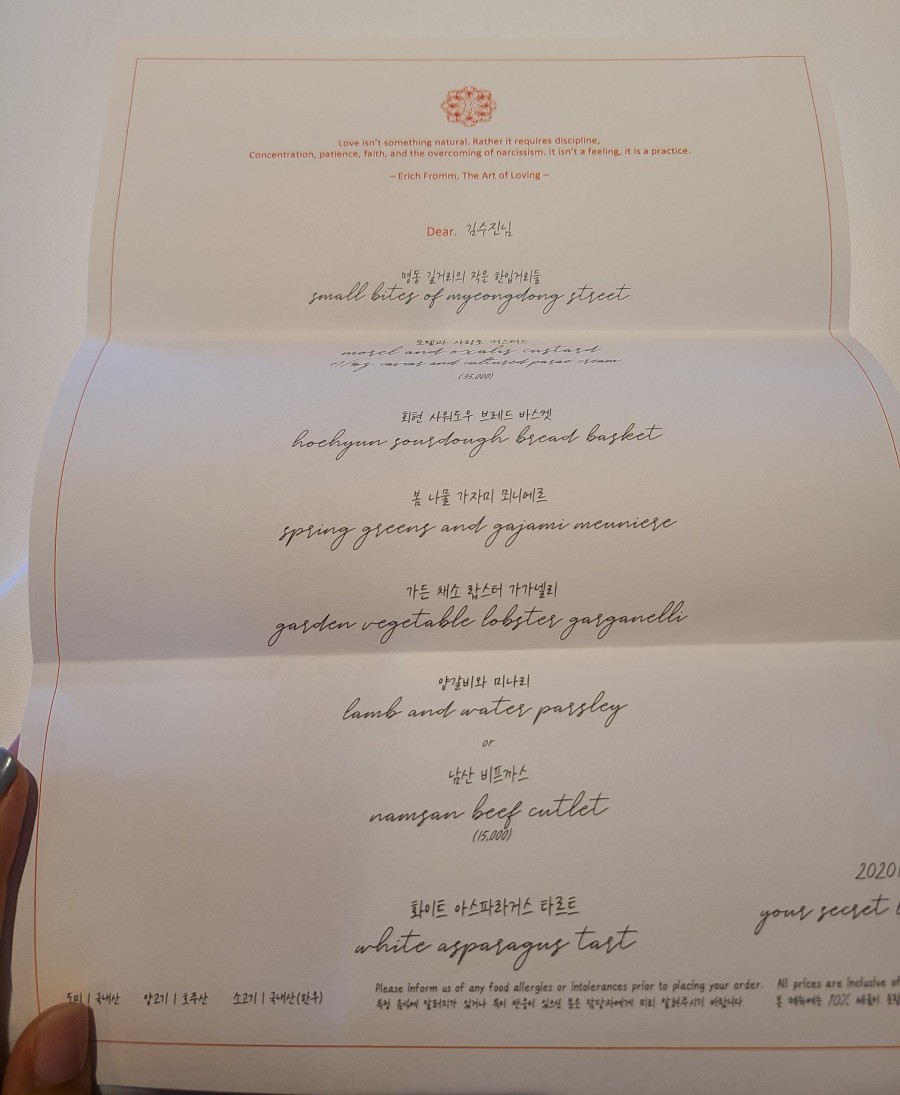 Love isn't something natural. Rather it requires discipline,
Concentration, patience, faith, and the overcoming of narcissism. It isn't a feeling, it is a practice.
– Erich Fromm, The Art of Loving –
Dear. 김수진님
명동 길거리의 작은 한입거리들
small bites of myeongdong street
모렐과 사랑초 커스터드
morel and oxalis custard
caviar and cultured parae cream
(35,000)
회현 사워도우 브레드 바스켓
hoehyun sourdough bread basket
봄 나물 가자미 뫼니에르
spring greens and gajami meuniere
가든 채소 랍스터 가가넬리
garden vegetable lobster garganelli
양갈비와 미나리
lamb and water parsley
or
남산 비프까스
namsan beef cutlet
(15,000)
화이트 아스파라거스 타르트
white asparagus tart
2020
your secret
도미 | 국내산 양고기 | 호주산 소고기 | 국내산(한우)
Please inform us of any food allergies or intolerances prior to placing your order. All prices are inclusive of
특정 음식에 알러지가 있거나 특이 반응이 있으신 분은 담당자에게 미리 알려주시기 바랍니다 본 메뉴에는 10% 세금이